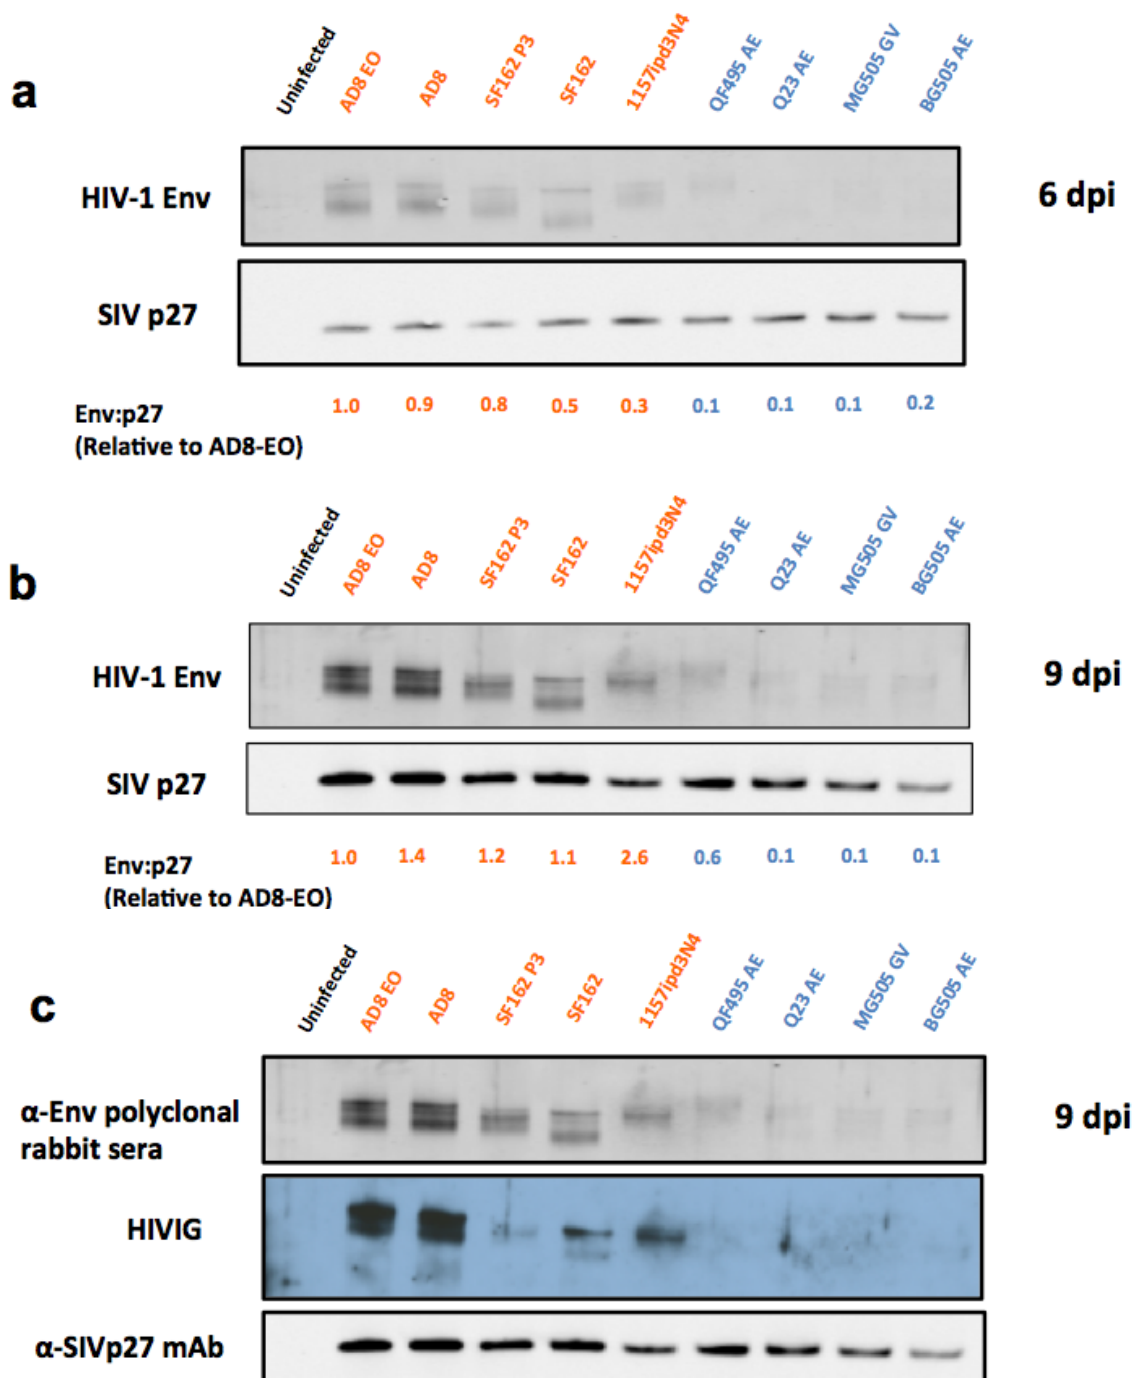 a
Uninfected
AD8 EO
AD8
SF162 P3
SF162
1157ipd3N4
QF495 AE
Q23 AE
MG505 GV
BG505 AE
HIV-1 Env
6 dpi
SIV p27
Env:p27
(Relative to AD8-EO)
1.0 0.9 0.8 0.5 0.3 0.1 0.1 0.1 0.2
b
Uninfected
AD8 EO
AD8
SF162 P3
SF162
1157ipd3N4
QF495 AE
Q23 AE
MG505 GV
BG505 AE
HIV-1 Env
9 dpi
SIV p27
Env:p27
(Relative to AD8-EO)
1.0 1.4 1.2 1.1 2.6 0.6 0.1 0.1 0.1
c
Uninfected
AD8 EO
AD8
SF162 P3
SF162
1157ipd3N4
QF495 AE
Q23 AE
MG505 GV
BG505 AE
α-Env polyclonal
rabbit sera
9 dpi
HIVIG
α-SIVp27 mAb